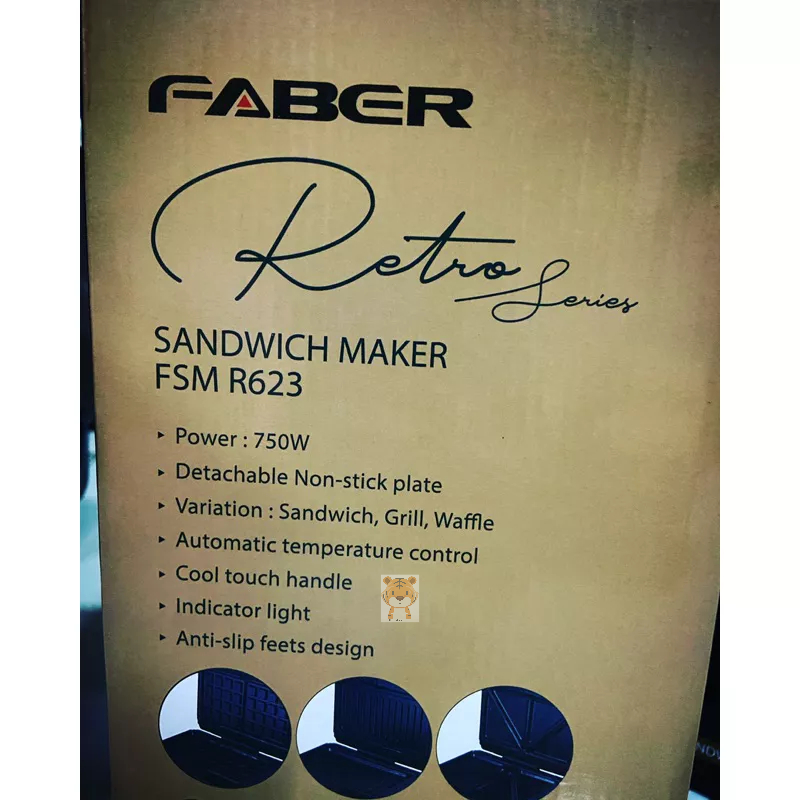 FABER
Retro Series
SANDWICH MAKER
FSM R623
▸ Power : 750W
▸ Detachable Non-stick plate
▸ Variation : Sandwich, Grill, Waffle
▸ Automatic temperature control
▸ Cool touch handle
▸ Indicator light
▸ Anti-slip feets design